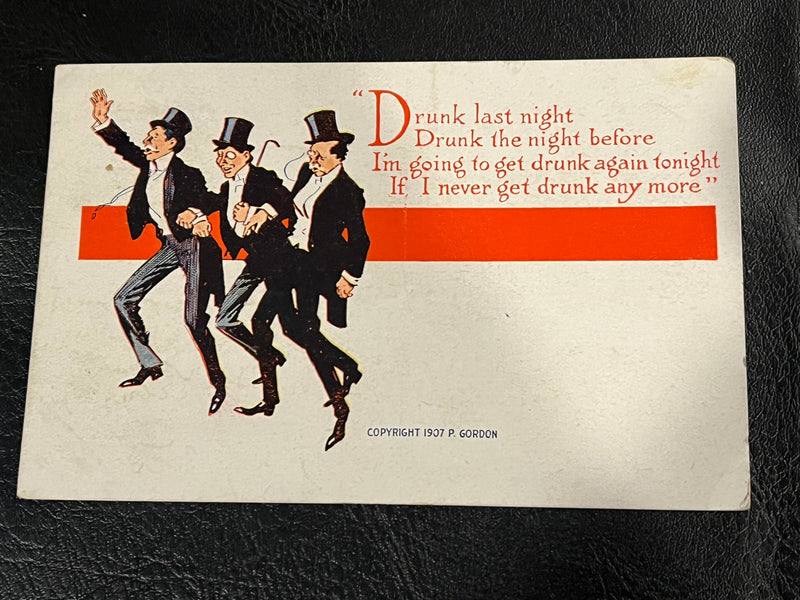 “Drunk last night
Drunk the night before
I'm going to get drunk again tonight
If I never get drunk any more”
COPYRIGHT 1907 P. GORDON